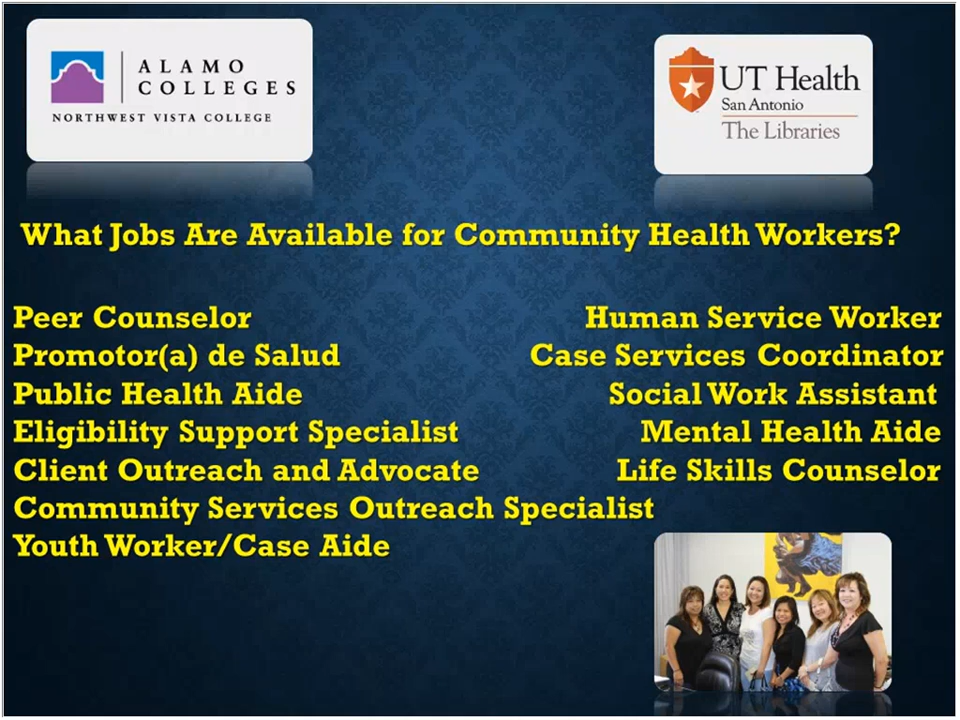 ALAMO
COLLEGES
NORTHWEST VISTA COLLEGE
UT Health
San Antonio
The Libraries
What Jobs Are Available for Community Health Workers?
Peer Counselor
Human Service Worker
Promotor(a) de Salud
Case Services Coordinator
Public Health Aide
Social Work Assistant
Eligibility Support Specialist
Mental Health Aide
Client Outreach and Advocate
Life Skills Counselor
Community Services Outreach Specialist
Youth Worker/Case Aide